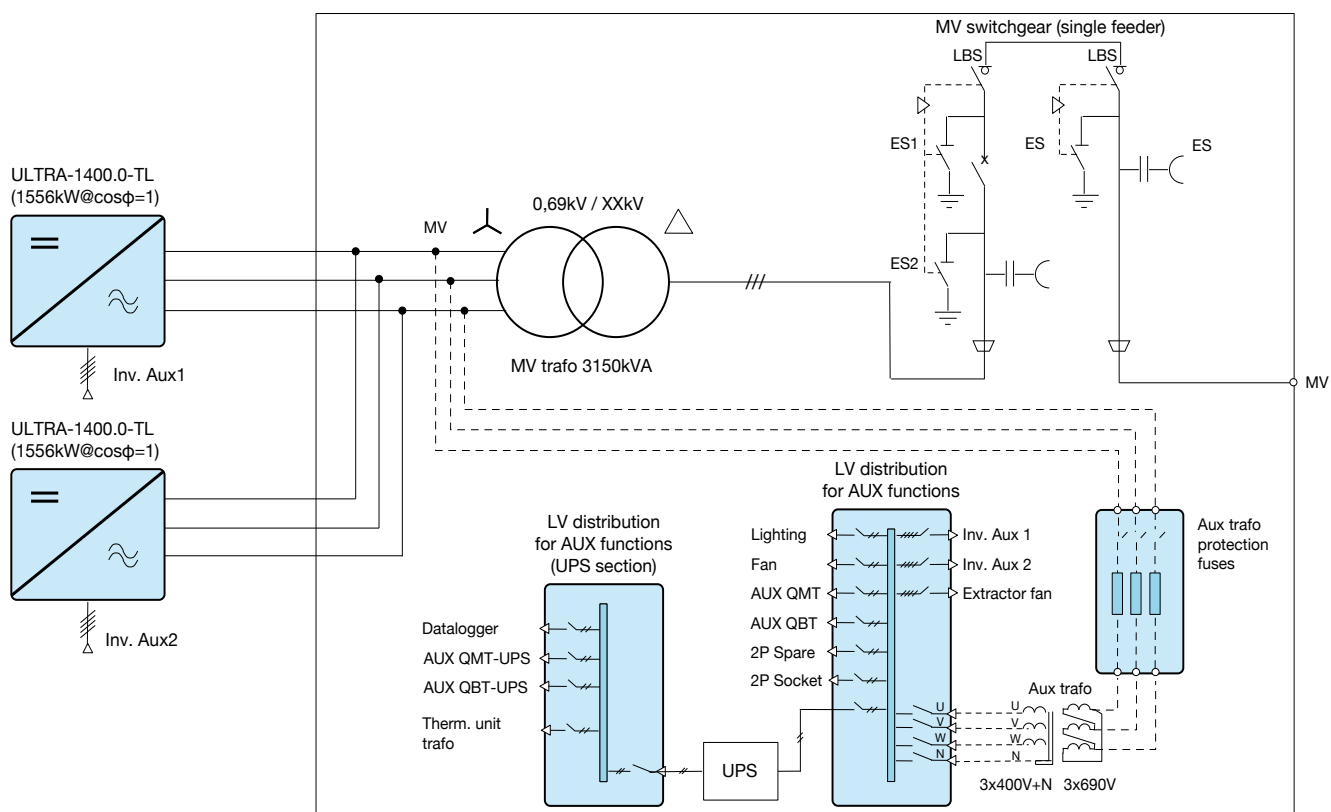 MV switchgear (single feeder)
LBS
LBS
ES1
ES
ES
ULTRA-1400.0-TL
(1556kW@cosϕ=1)
0,69kV / XXkV
MV
ES2
MV trafo 3150kVA
Inv. Aux1
MV
ULTRA-1400.0-TL
(1556kW@cosϕ=1)
LV distribution
for AUX functions
LV distribution
for AUX functions
(UPS section)
Aux trafo
protection
fuses
Lighting
Inv. Aux 1
Fan
Inv. Aux 2
AUX QMT
Extractor fan
AUX QBT
2P Spare
2P Socket
Inv. Aux2
Datalogger
AUX QMT-UPS
AUX QBT-UPS
Therm. unit
trafo
Aux trafo
U
U
V
V
W
W
N
N
UPS
3x400V+N
3x690V